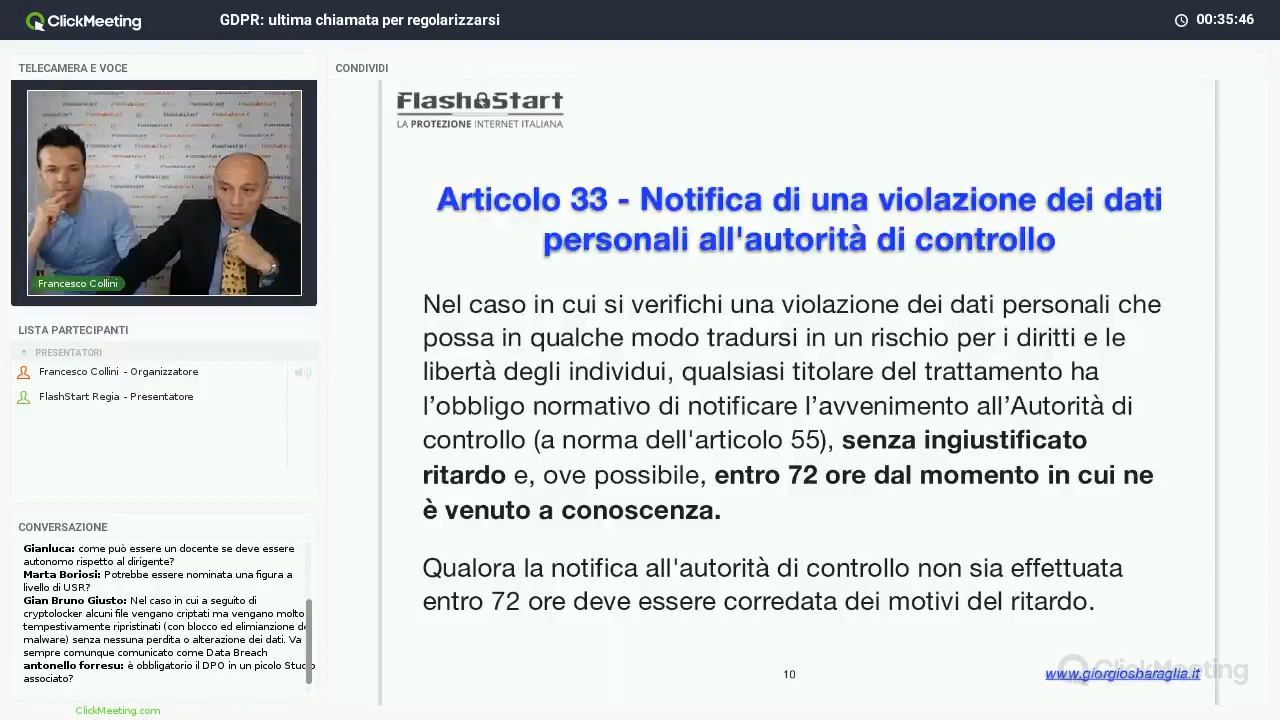 ClickMeeting
GDPR: ultima chiamata per regolarizzarsi
00:35:46
TELECAMERA E VOCE
Francesco Collini
LISTA PARTECIPANTI
PRESENTATORI
Francesco Collini - Organizzatore
FlashStart Regia - Presentatore
CONVERSAZIONE
Gianluca: come può essere un docente se deve essere
autonomo rispetto al dirigente?
Marta Boriosi: Potrebbe essere nominata una figura a
livello di USR?
Gian Bruno Giusto: Nel caso in cui a seguito di
cryptolocker alcuni file vengano criptati ma vengano molto
tempestivamente ripristinati (con blocco ed elimianzione de
malware) senza nessuna perdita o alterazione dei dati. Va
sempre comunque comunicato come Data Breach
antonello forresu: è obbligatorio il DPO in un picolo Studio
associato?
ClickMeeting.com
CONDIVIDI
FlashStart
LA PROTEZIONE INTERNET ITALIANA
Articolo 33 - Notifica di una violazione dei dati
personali all'autorità di controllo
Nel caso in cui si verifichi una violazione dei dati personali che
possa in qualche modo tradursi in un rischio per i diritti e le
libertà degli individui, qualsiasi titolare del trattamento ha
l’obbligo normativo di notificare l’avvenimento all’Autorità di
controllo (a norma dell'articolo 55), senza ingiustificato
ritardo e, ove possibile, entro 72 ore dal momento in cui ne
è venuto a conoscenza.
Qualora la notifica all'autorità di controllo non sia effettuata
entro 72 ore deve essere corredata dei motivi del ritardo.
10
www.giorgiosbaraglia.it
ClickMeeting